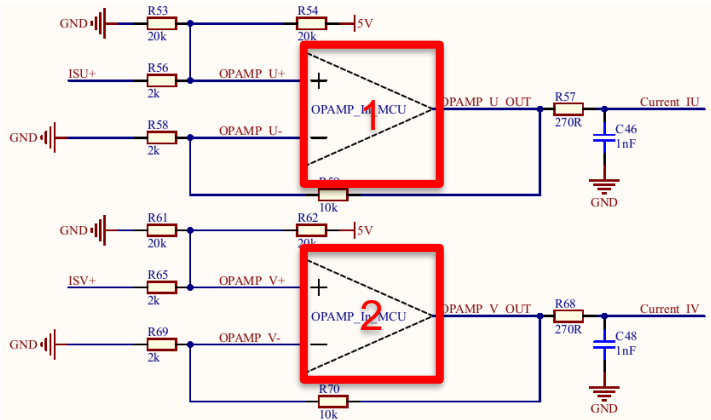 R53
R54
GND
5V
20k
20k
ISU+
R56
OPAMP_U+
2k
OPAMP_In_MCU
1
OPAMP_U_OUT
R57
Current_IU
270R
C46
1nF
GND
R58
OPAMP_U-
GND
2k
R59
10k
R61
R62
GND
5V
20k
20k
ISV+
R65
OPAMP_V+
2k
OPAMP_In_MCU
2
OPAMP_V_OUT
R68
Current_IV
270R
C48
1nF
GND
R69
OPAMP_V-
GND
2k
R70
10k